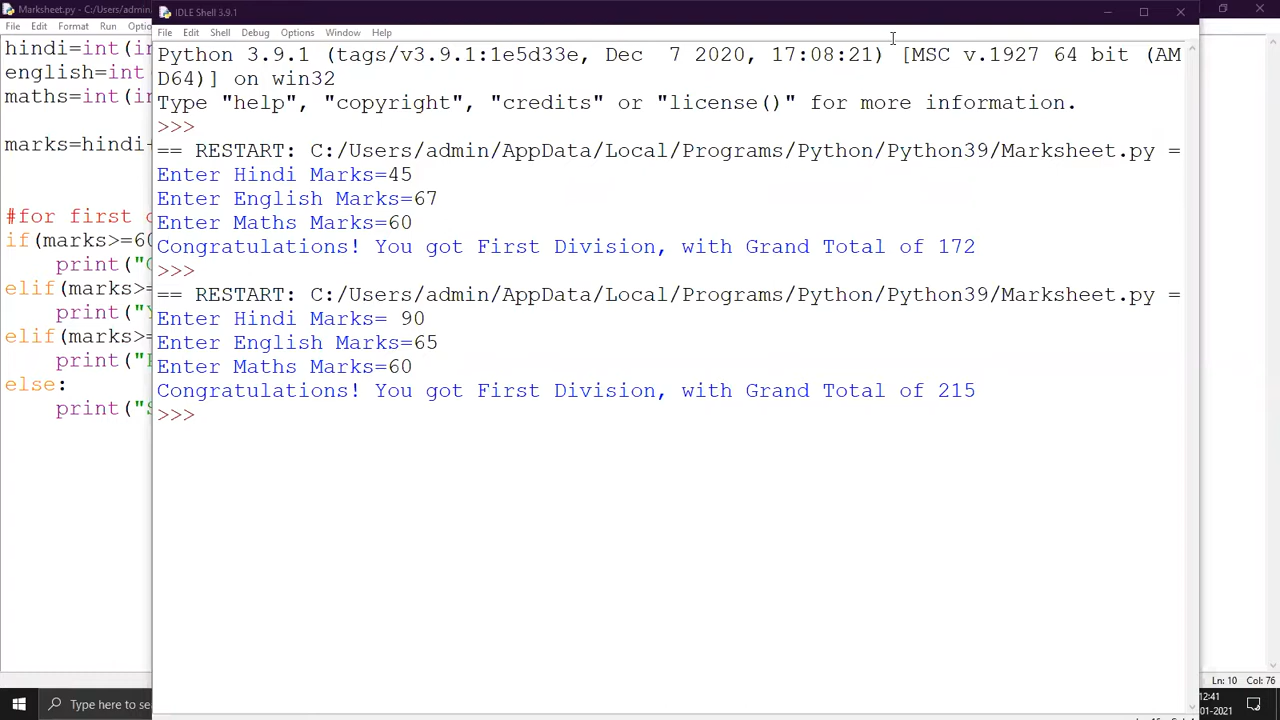 Marksheet.py - C:/Users/admin
File Edit Format Run Optio
hindi=int(in
english=int
maths=int(in
marks=hindi+
#for first
if(marks>=60
print("
elif(marks>=
print("Y
elif(marks>=
print("
else:
print("S
IDLE Shell 3.9.1
File Edit Shell Debug Options Window Help
Python 3.9.1 (tags/v3.9.1:1e5d33e, Dec  7 2020, 17:08:21) [MSC v.1927 64 bit (AM
D64)] on win32
Type "help", "copyright", "credits" or "license()" for more information.
>>>
== RESTART: C:/Users/admin/AppData/Local/Programs/Python/Python39/Marksheet.py =
Enter Hindi Marks=45
Enter English Marks=67
Enter Maths Marks=60
Congratulations! You got First Division, with Grand Total of 172
>>>
== RESTART: C:/Users/admin/AppData/Local/Programs/Python/Python39/Marksheet.py =
Enter Hindi Marks= 90
Enter English Marks=65
Enter Maths Marks=60
Congratulations! You got First Division, with Grand Total of 215
>>>
Ln: 10 Col: 76
Type here to se
12:41
01-2021